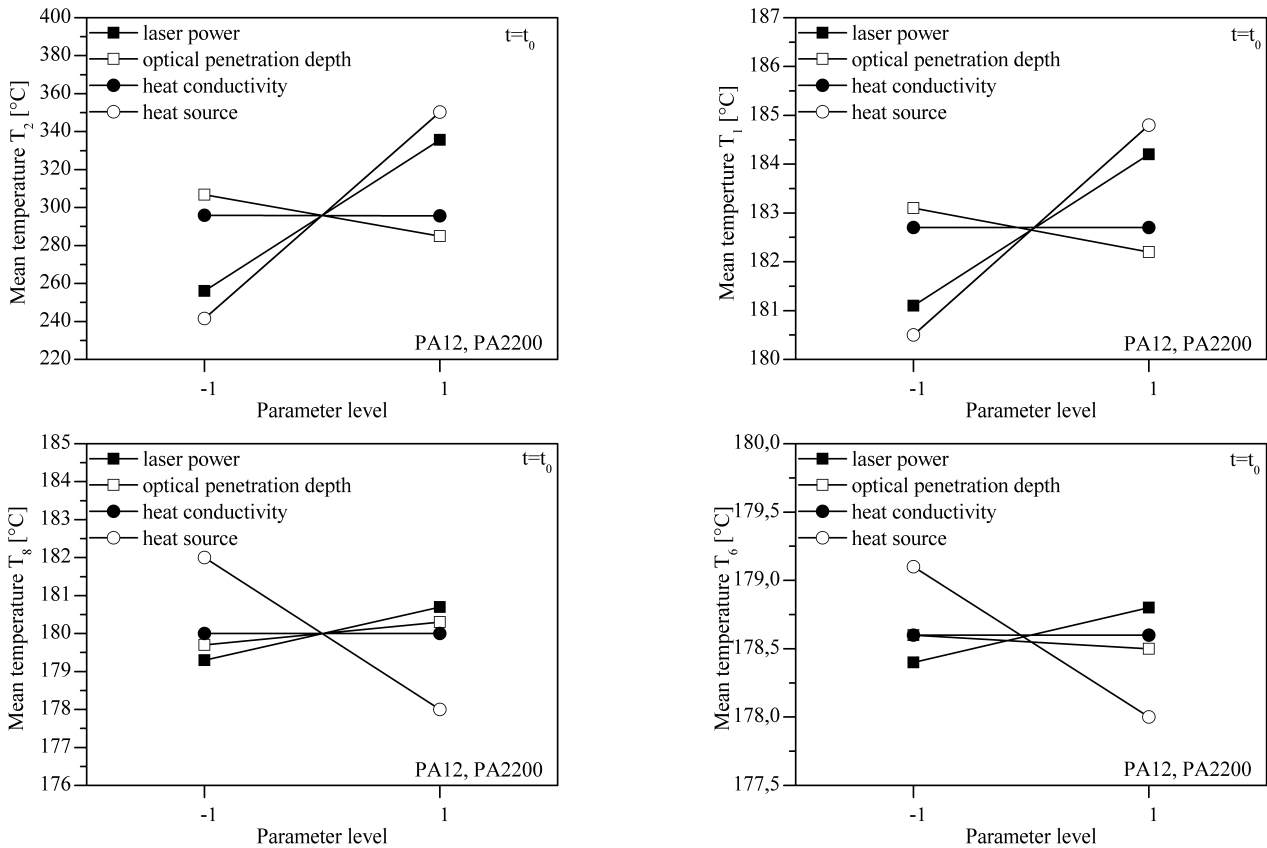 400
380
360
340
320
300
280
260
240
220
Mean temperature T2 [°C]
laser power
optical penetration depth
heat conductivity
heat source
t=t0
PA12, PA2200
-1 1
Parameter level
187
186
185
184
183
182
181
180
Mean temperture T1 [°C]
laser power
optical penetration depth
heat conductivity
heat source
t=t0
PA12, PA2200
-1 1
Parameter level
185
184
183
182
181
180
179
178
177
176
Mean temperature T8 [°C]
laser power
optical penetration depth
heat conductivity
heat source
t=t0
PA12, PA2200
-1 1
Parameter level
180,0
179,5
179,0
178,5
178,0
177,5
Mean temperature T6 [°C]
laser power
optical penetration depth
heat conductivity
heat source
t=t0
PA12, PA2200
-1 1
Parameter level